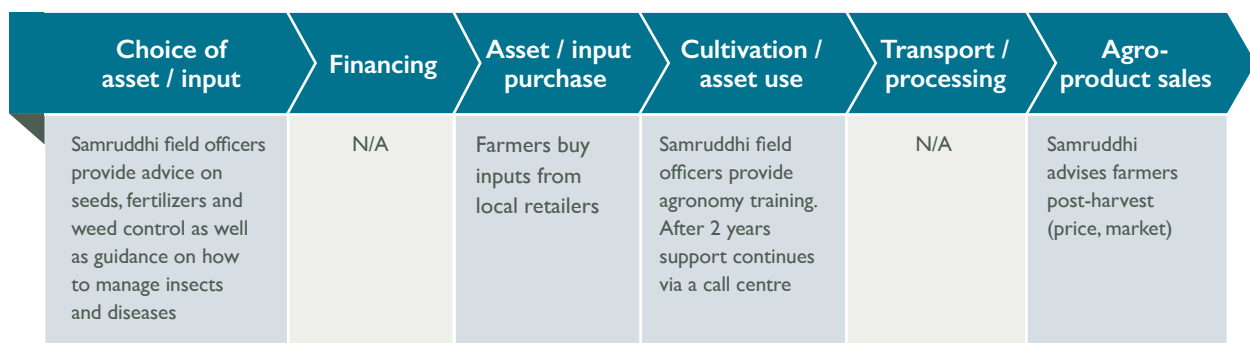 Choice of
asset / input
Financing
Asset / input
purchase
Cultivation /
asset use
Transport /
processing
Agro-
product sales
Samruddhi field officers
provide advice on
seeds, fertilizers and
weed control as well
as guidance on how
to manage insects
and diseases
N/A
Farmers buy
inputs from
local retailers
Samruddhi field
officers provide
agronomy training.
After 2 years
support continues
via a call centre
N/A
Samruddhi
advises farmers
post-harvest
(price, market)